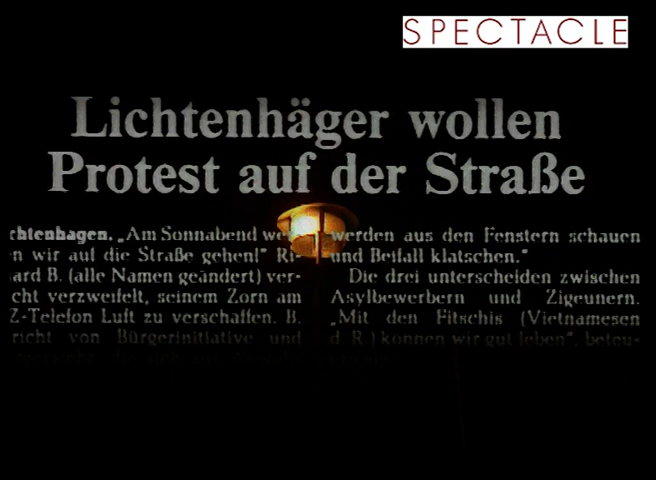 SPECTACLE
Lichtenhäger wollen
Protest auf der Straße
chtenhagen. „Am Sonnabend
n wir auf die Straße gehen!" Ri-
ard B. (alle Namen geändert) ver-
cht verzweifelt, seinem Zorn am
Z-Telefon Luft zu verschaffen. B.
richt von Bürgerinitiative und
werden aus den Fenstern schauen
und Beifall klatschen."
Die drei unterscheiden zwischen
Asylbewerbern und Zigeunern.
„Mit den Fitschis (Vietnamesen
d. R.) können wir gut leben", beteu-